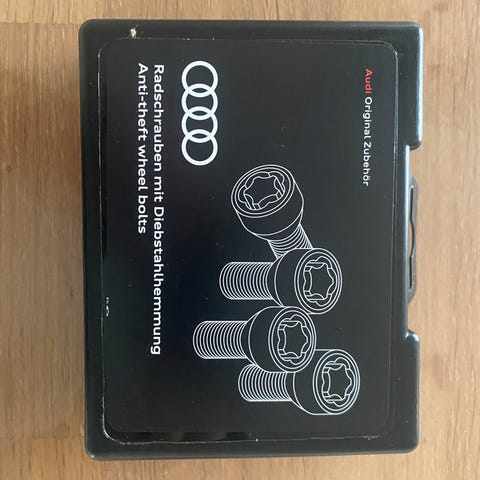 Audi Original Zubehör
Radschrauben mit Diebstahlhemmung
Anti-theft wheel bolts